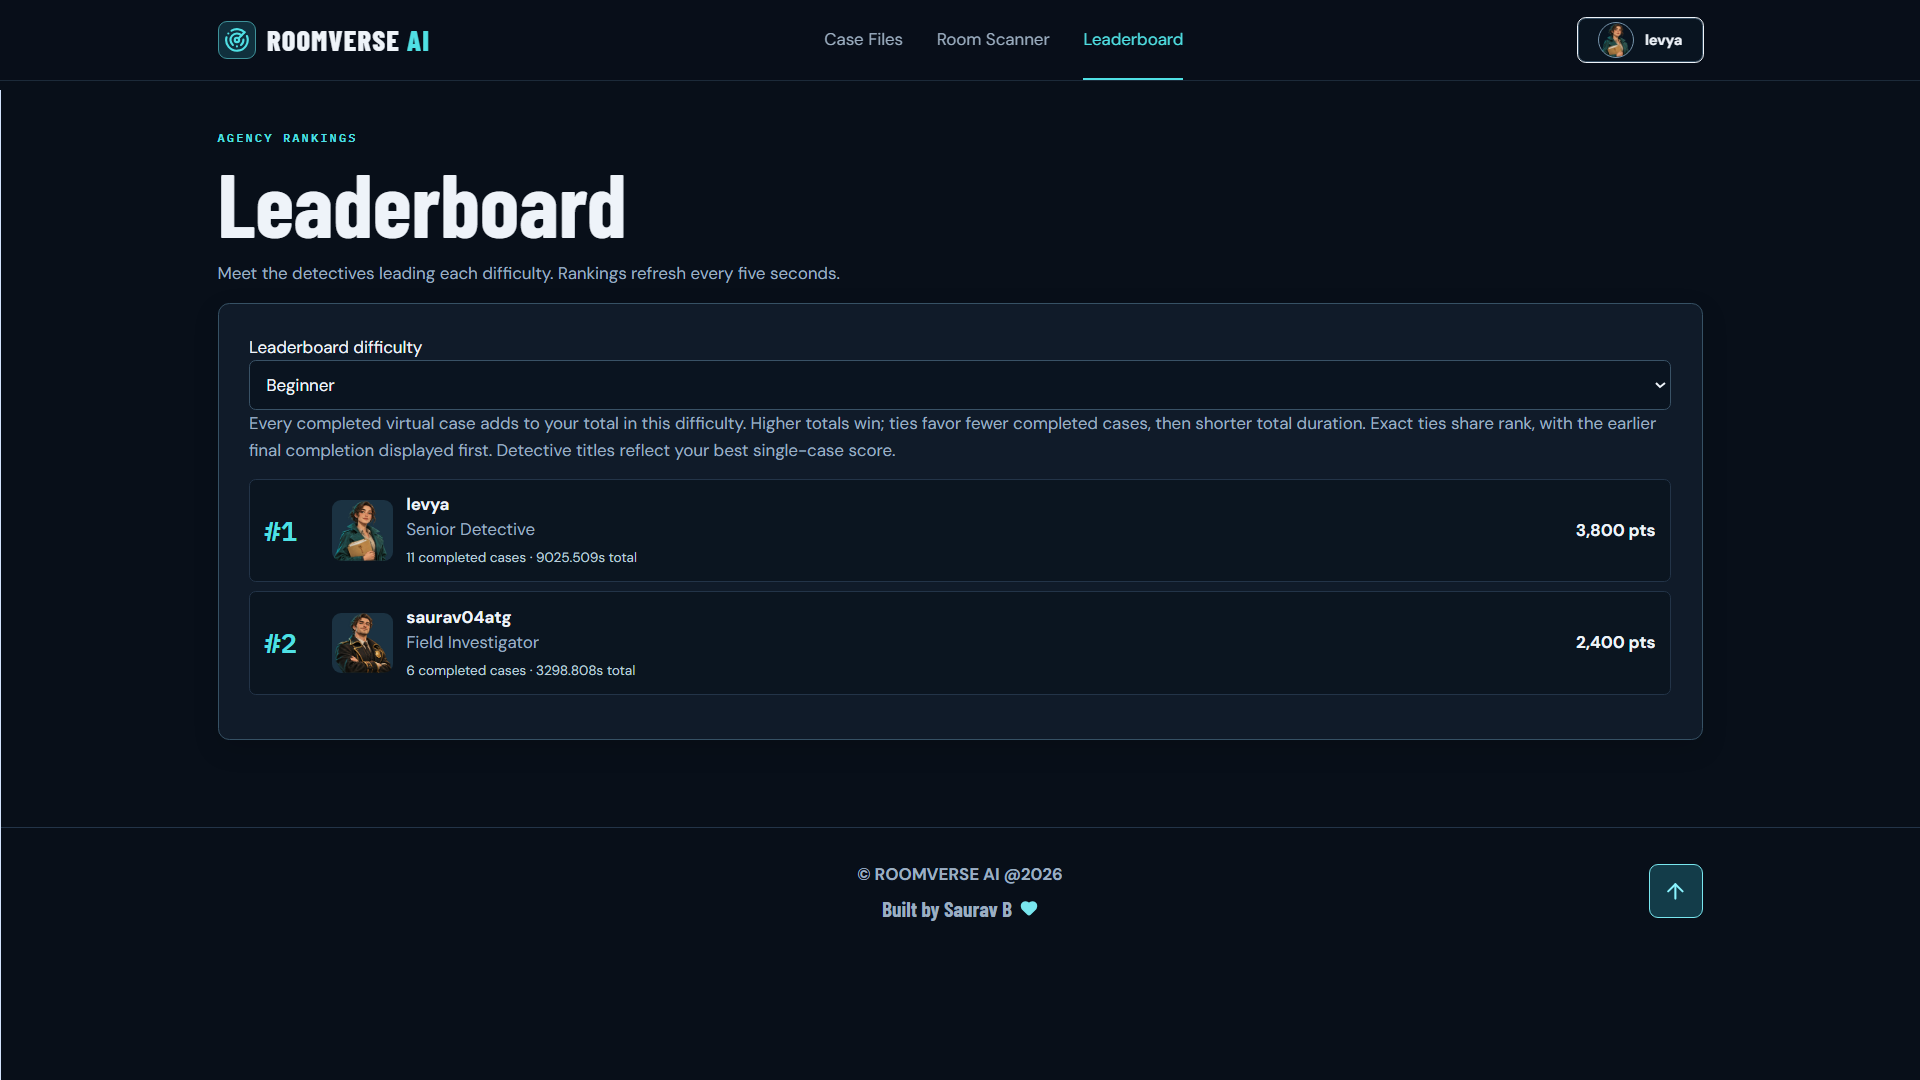 ROOMVERSE AI
Case Files
Room Scanner
Leaderboard
levya
AGENCY RANKINGS
Leaderboard
Meet the detectives leading each difficulty. Rankings refresh every five seconds.
Leaderboard difficulty
Beginner
Every completed virtual case adds to your total in this difficulty. Higher totals win; ties favor fewer completed cases, then shorter total duration. Exact ties share rank, with the earlier
final completion displayed first. Detective titles reflect your best single-case score.
#1
levya
Senior Detective
11 completed cases · 9025.509s total
3,800 pts
#2
saurav04atg
Field Investigator
6 completed cases · 3298.808s total
2,400 pts
© ROOMVERSE AI @2026
Built by Saurav B